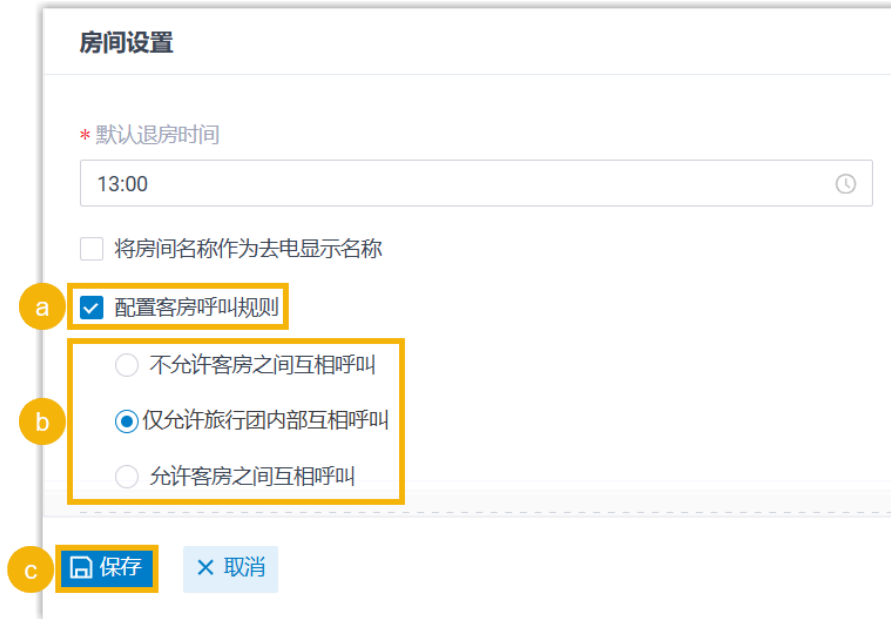 房间设置
* 默认退房时间
13:00
将房间名称作为去电显示名称
a 配置客房呼叫规则
不允许客房之间互相呼叫
b 仅允许旅行团内部互相呼叫
允许客房之间互相呼叫
c 保存 取消